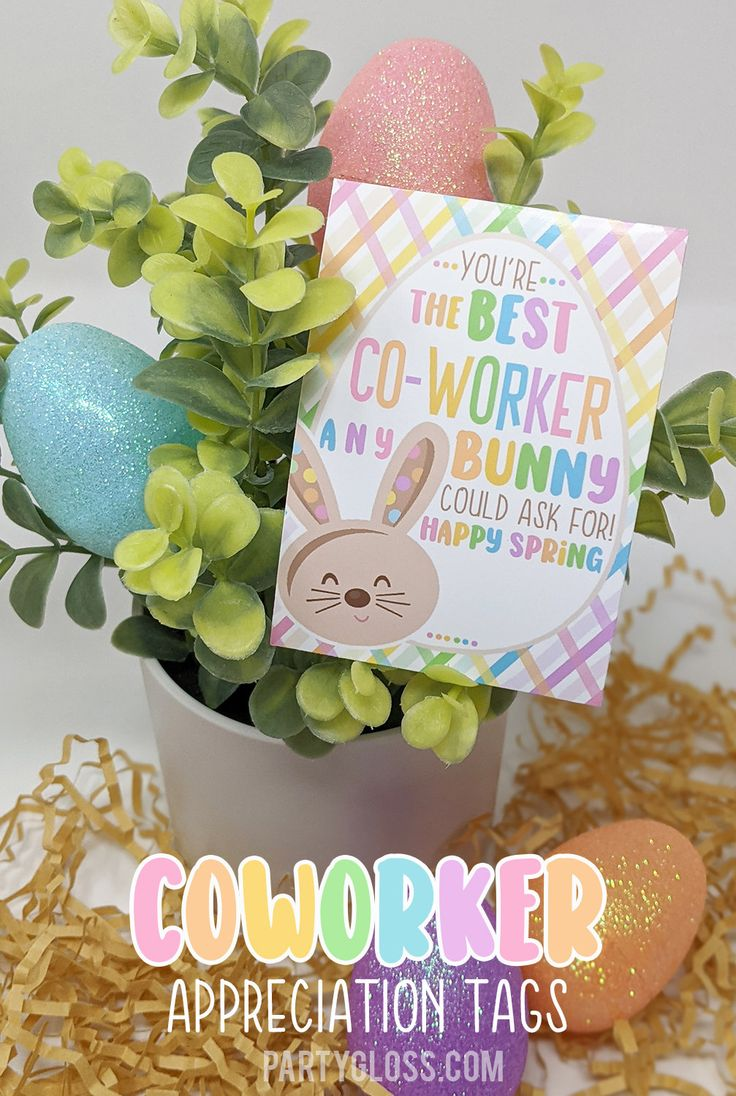 YOU'RE
THE BEST
CO-WORKER
ANY BUNNY
COULD ASK FOR!
HAPPY SPRING
COWORKER
APPRECIATION TAGS
PARTYGLOSS.COM